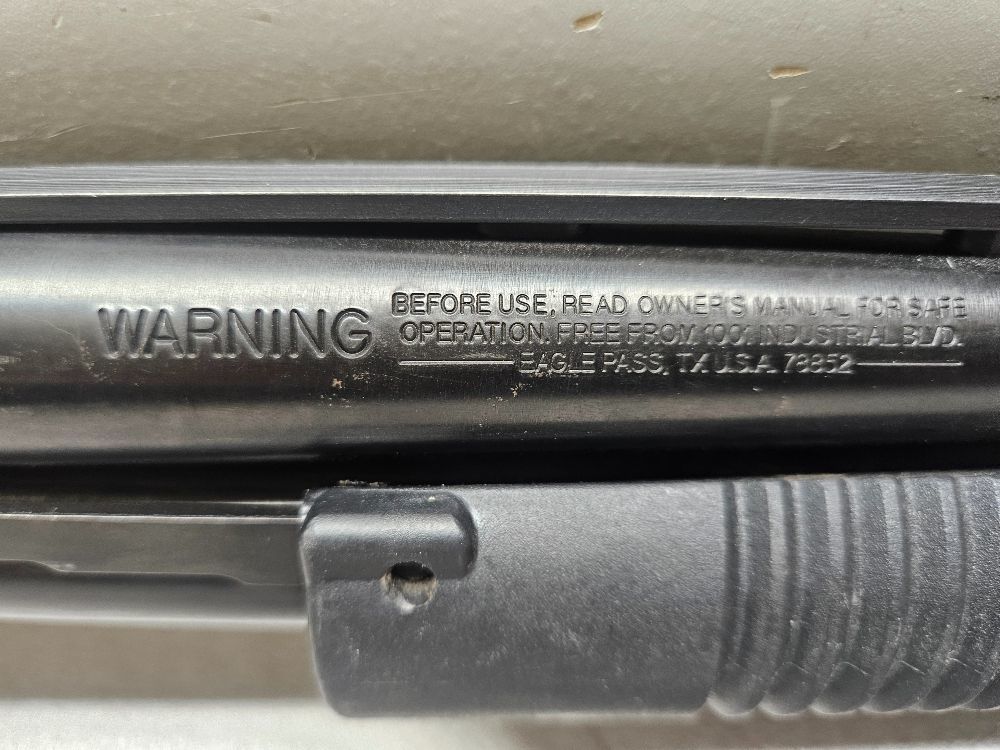 WARNING
BEFORE USE, READ OWNER'S MANUAL FOR SAFE
OPERATION. FREE FROM 1001 INDUSTRIAL BLVD.
EAGLE PASS, TX U.S.A. 78852